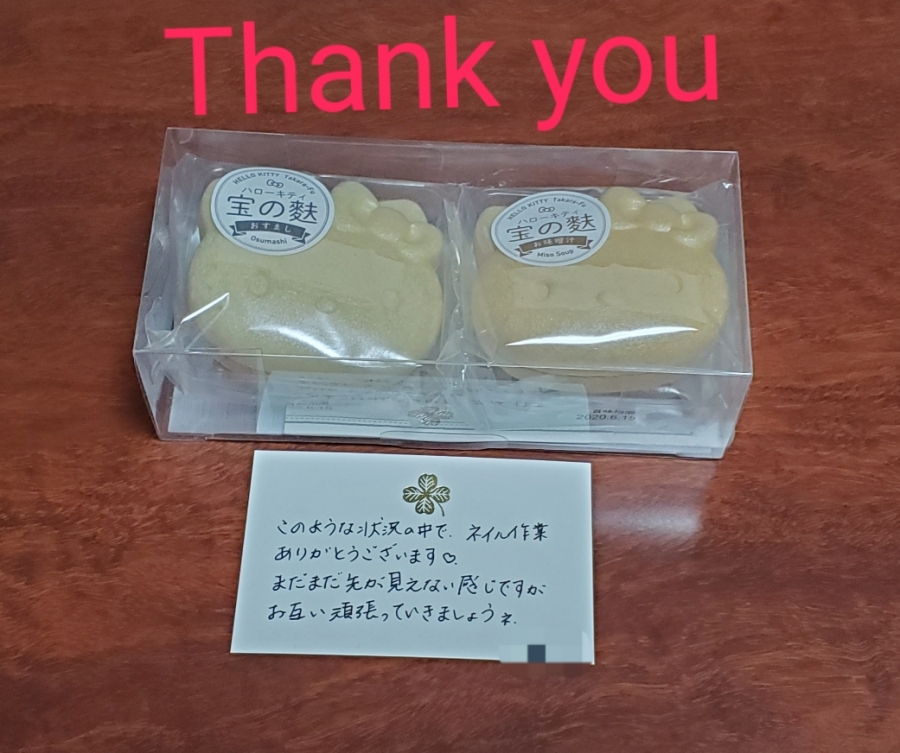 Thank you
HELLO KITTY Takara-Fu
ハローキティ
宝の麩
おすまし
Osumashi
HELLO KITTY Takara-Fu
ハローキティ
宝の麩
お味噌汁
Miso Soup
賞味期限
2020.6.15
このような状況の中で、ネイル作業
ありがとうございます♡
まだまだ先が見えない感じですが
お互い頑張っていきましょうネ.